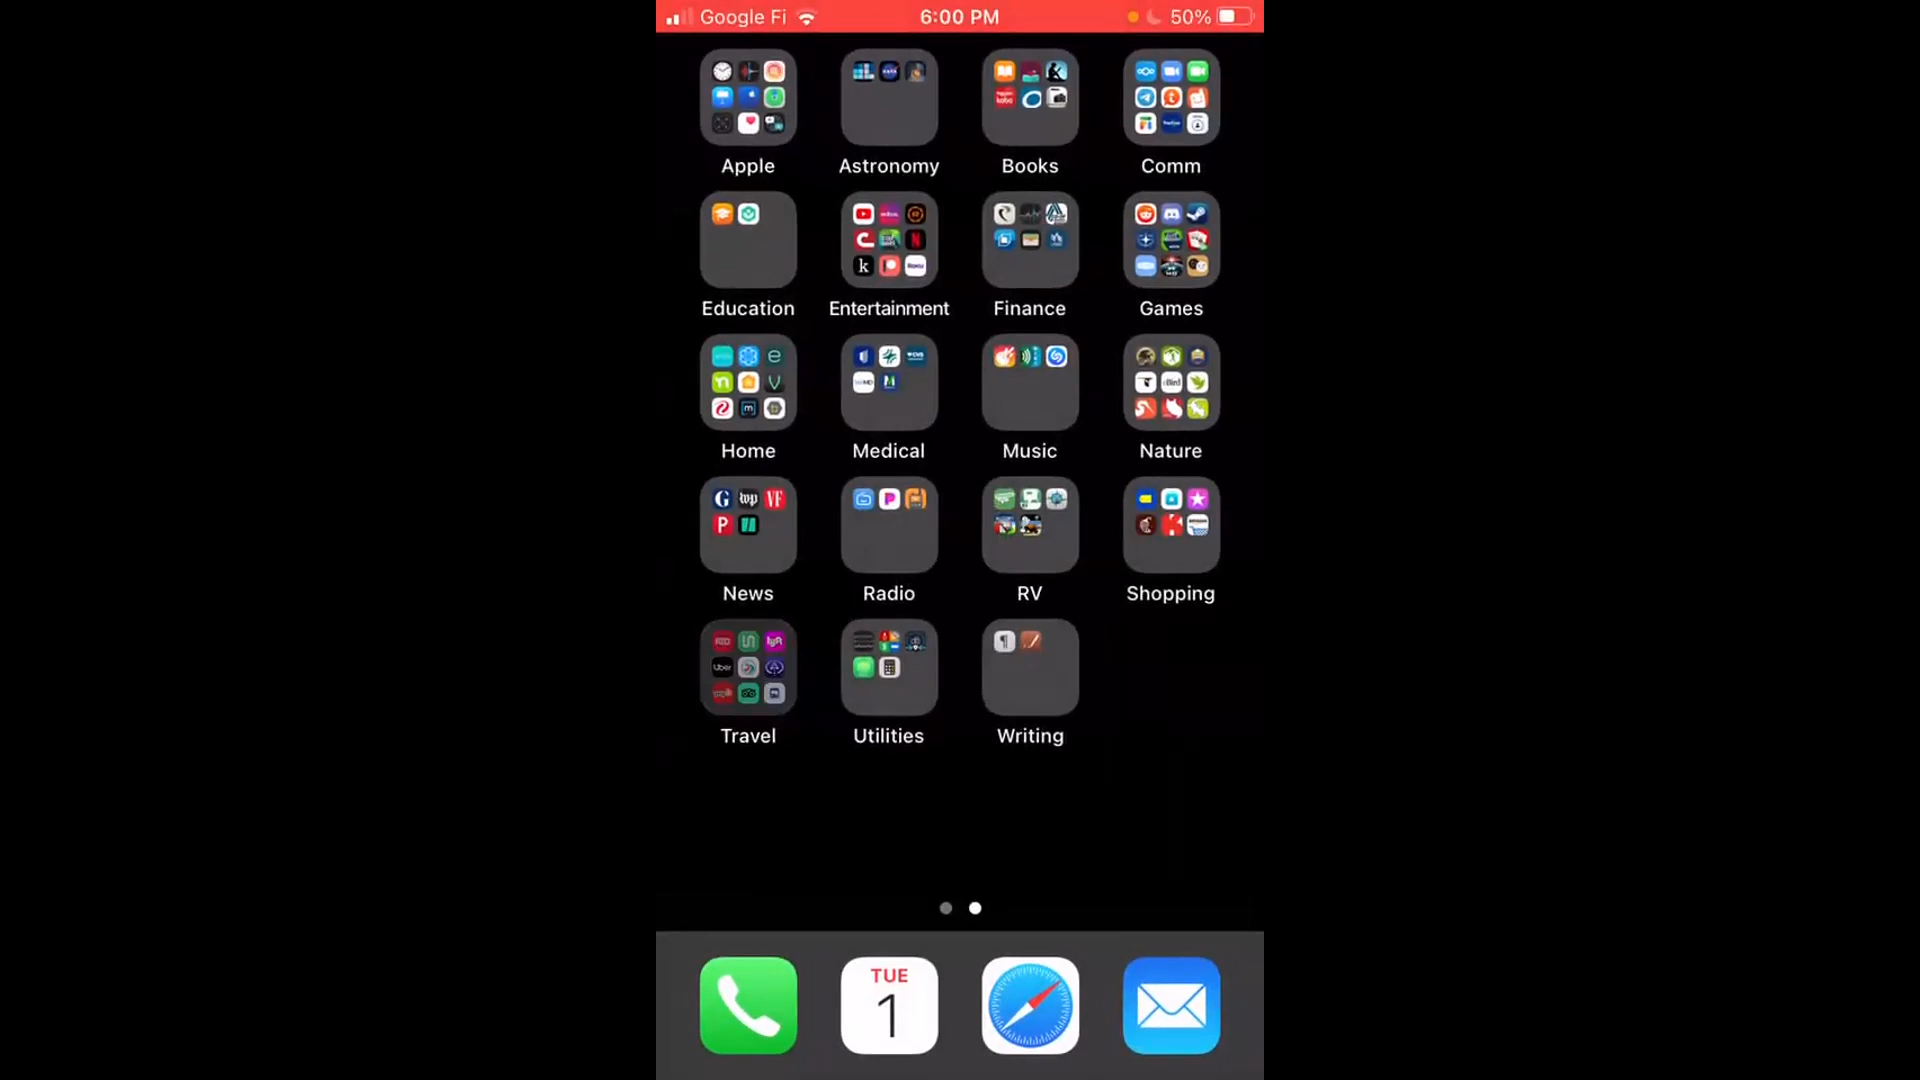 Google Fi 6:00 PM 50%
Apple Astronomy Books Comm
Education Entertainment Finance Games
Home Medical Music Nature
News Radio RV Shopping
Uber
Travel Utilities Writing
TUE
1